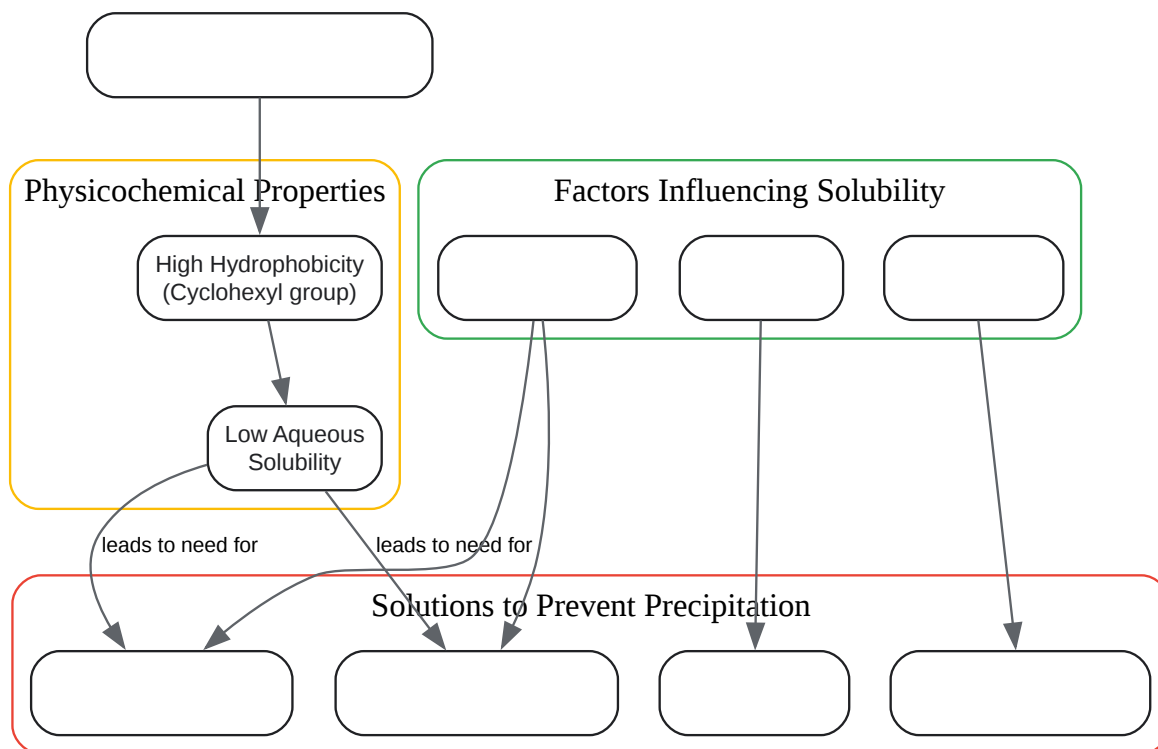 Physicochemical Properties
Factors Influencing Solubility
High Hydrophobicity
(Cyclohexyl group)
Low Aqueous
Solubility
leads to need for
leads to need for
Solutions to Prevent Precipitation